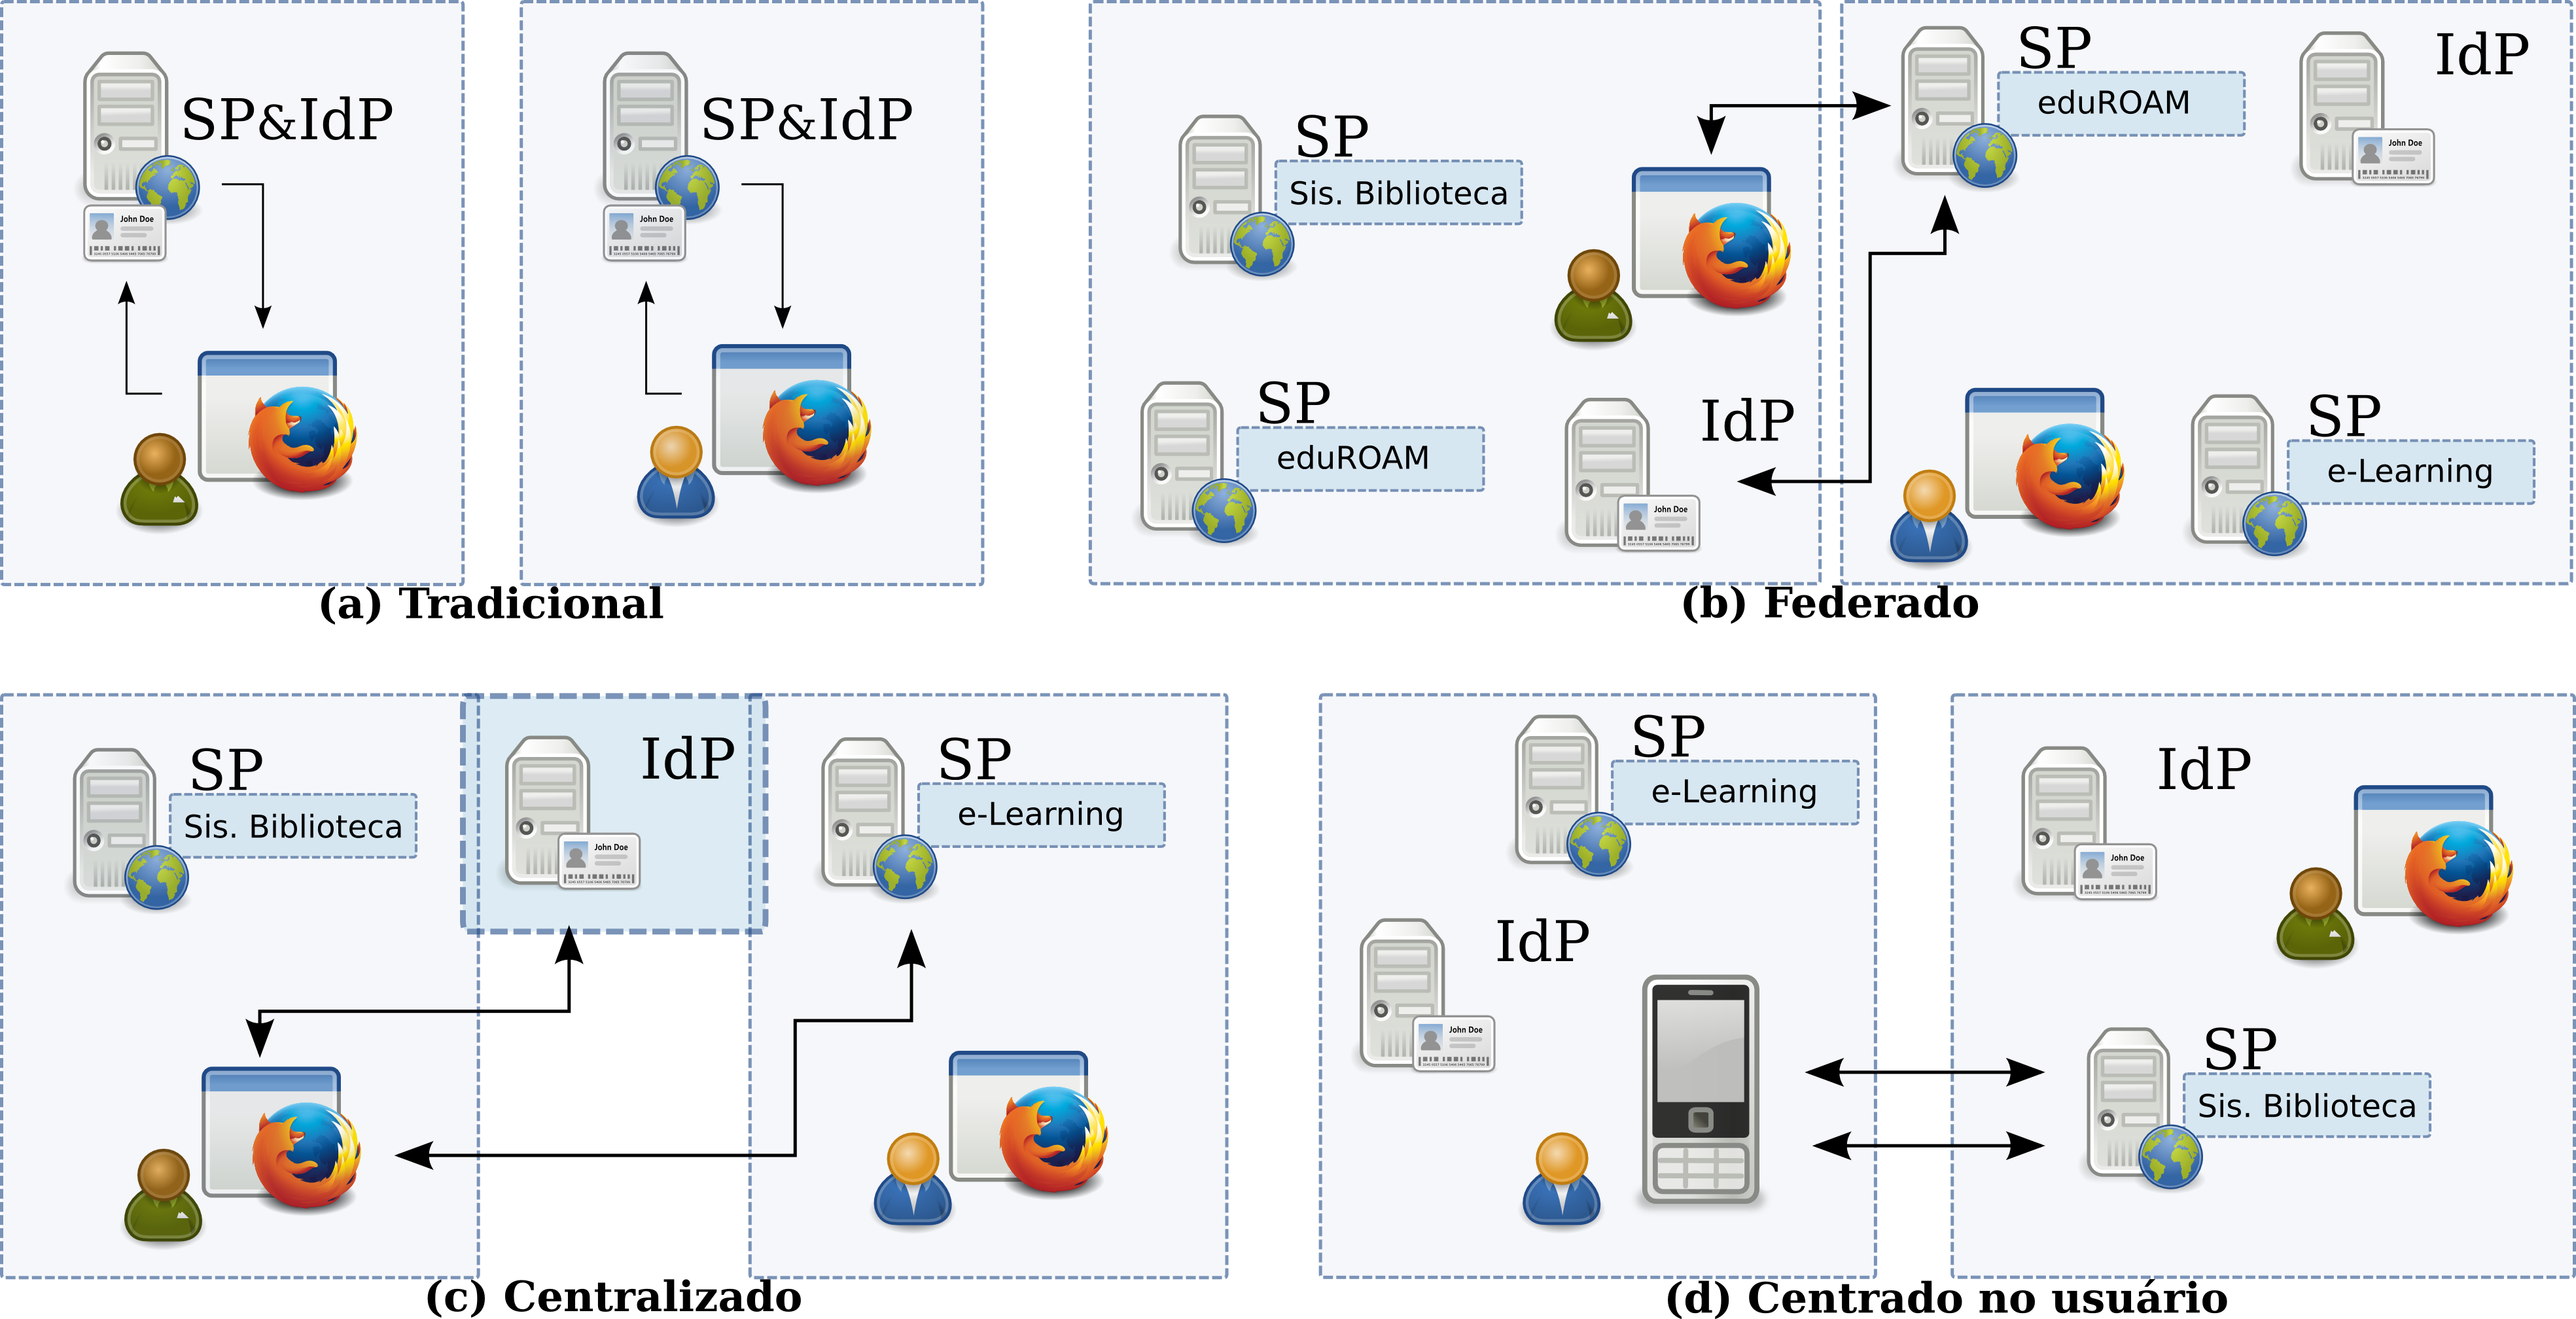 SP&IdP
John Doe
SP&IdP
John Doe
(a) Tradicional
SP
Sis. Biblioteca
SP
eduROAM
IdP
John Doe
SP
eduROAM
IdP
John Doe
SP
e-Learning
(b) Federado
SP
Sis. Biblioteca
IdP
John Doe
SP
e-Learning
(c) Centralizado
SP
e-Learning
IdP
John Doe
IdP
John Doe
SP
Sis. Biblioteca
(d) Centrado no usuário